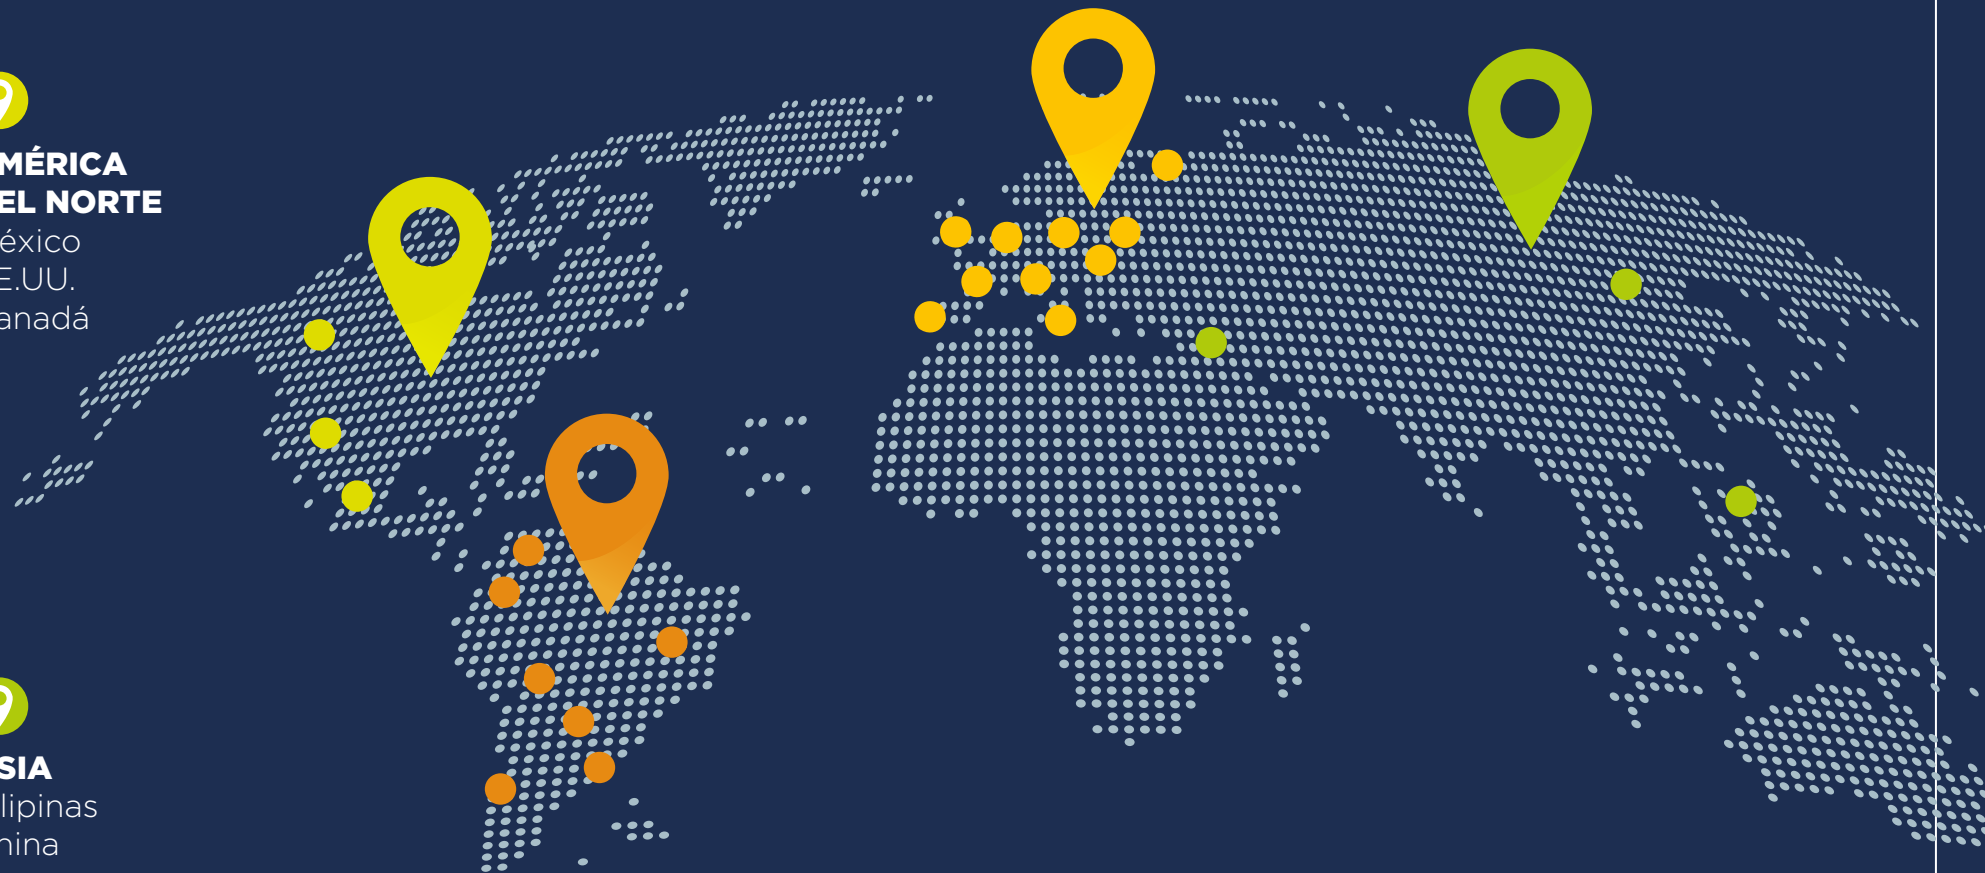 MÉRICA
EL NORTE
éxico
E.UU.
anadá
SIA
lipinas
hina